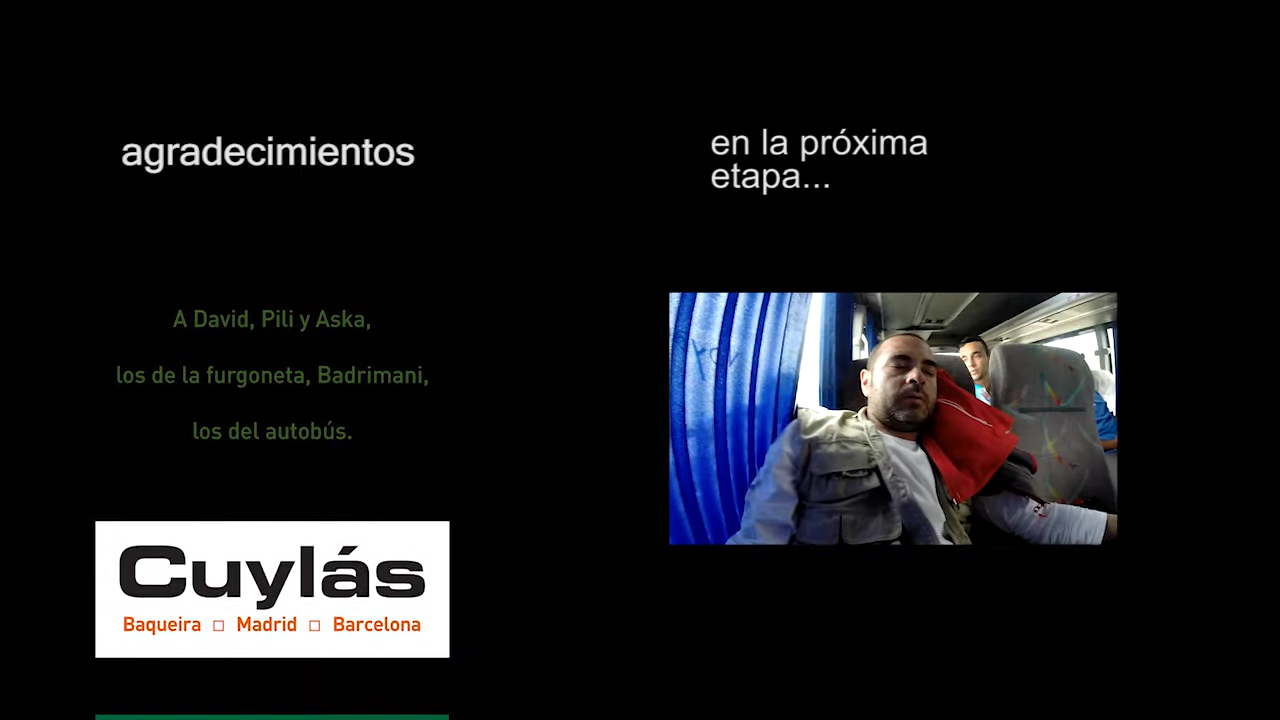 agradecimientos
en la próxima
etapa...
A David, Pili y Aska,
los de la furgoneta, Badrimani,
los del autobús.
Cuylás
Baqueira □ Madrid □ Barcelona